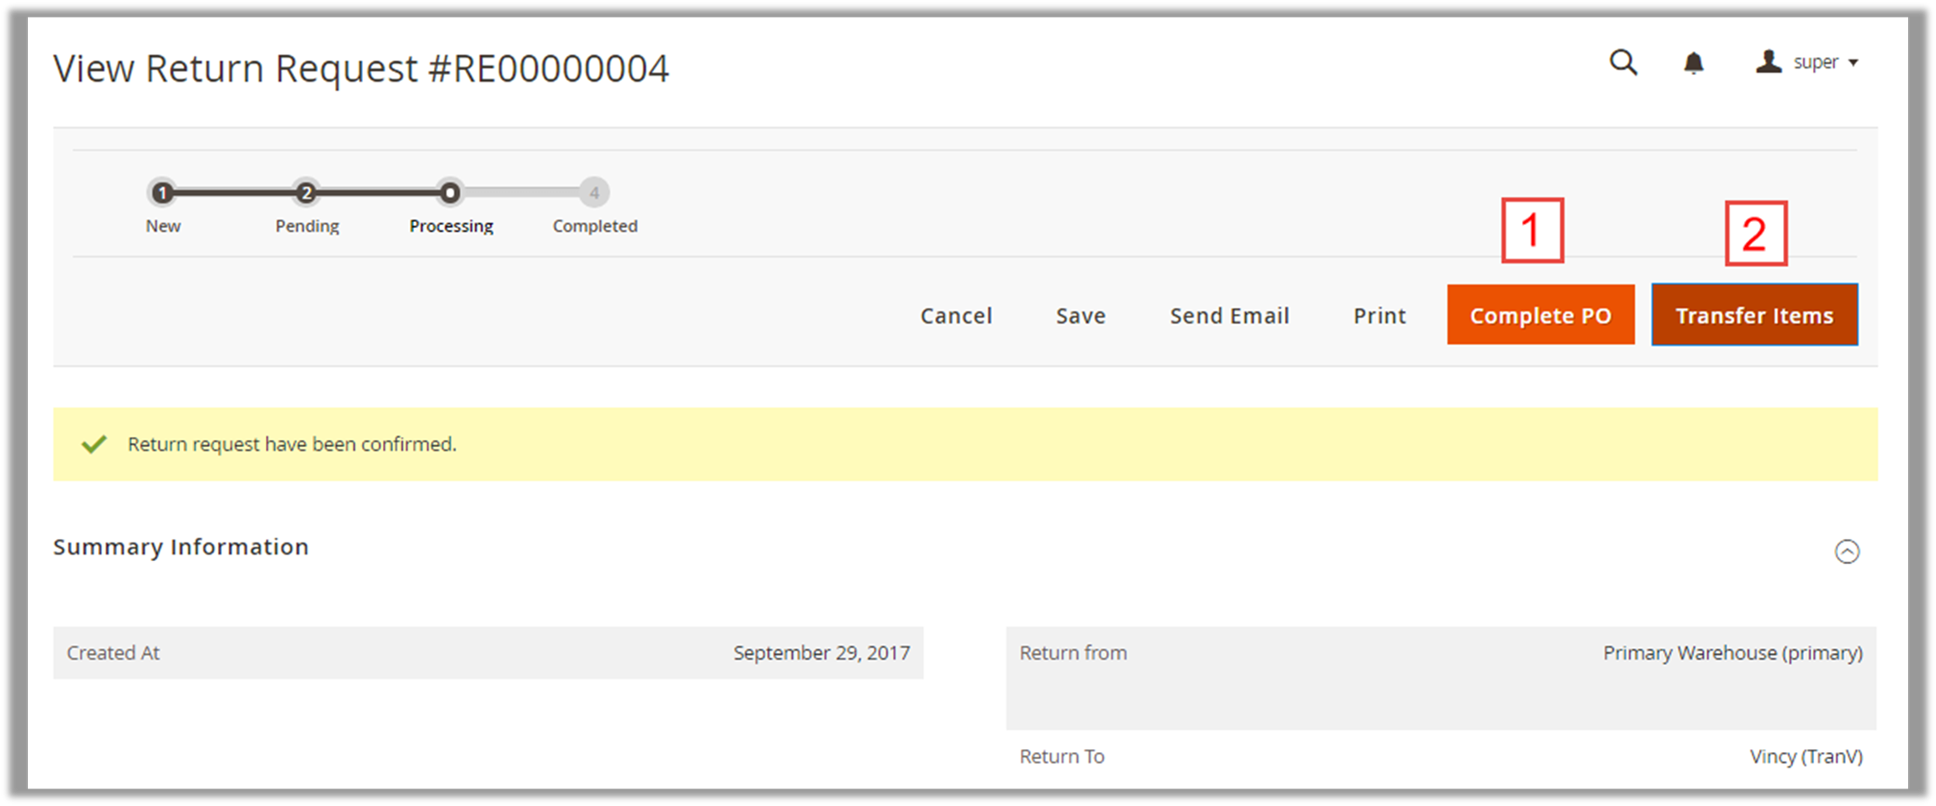 View Return Request #RE00000004
super
1 2 4
New Pending Processing Completed
1 2
Cancel Save Send Email Print Complete PO Transfer Items
Return request have been confirmed.
Summary Information
Created At September 29, 2017
Return from Primary Warehouse (primary)
Return To Vincy (TranV)